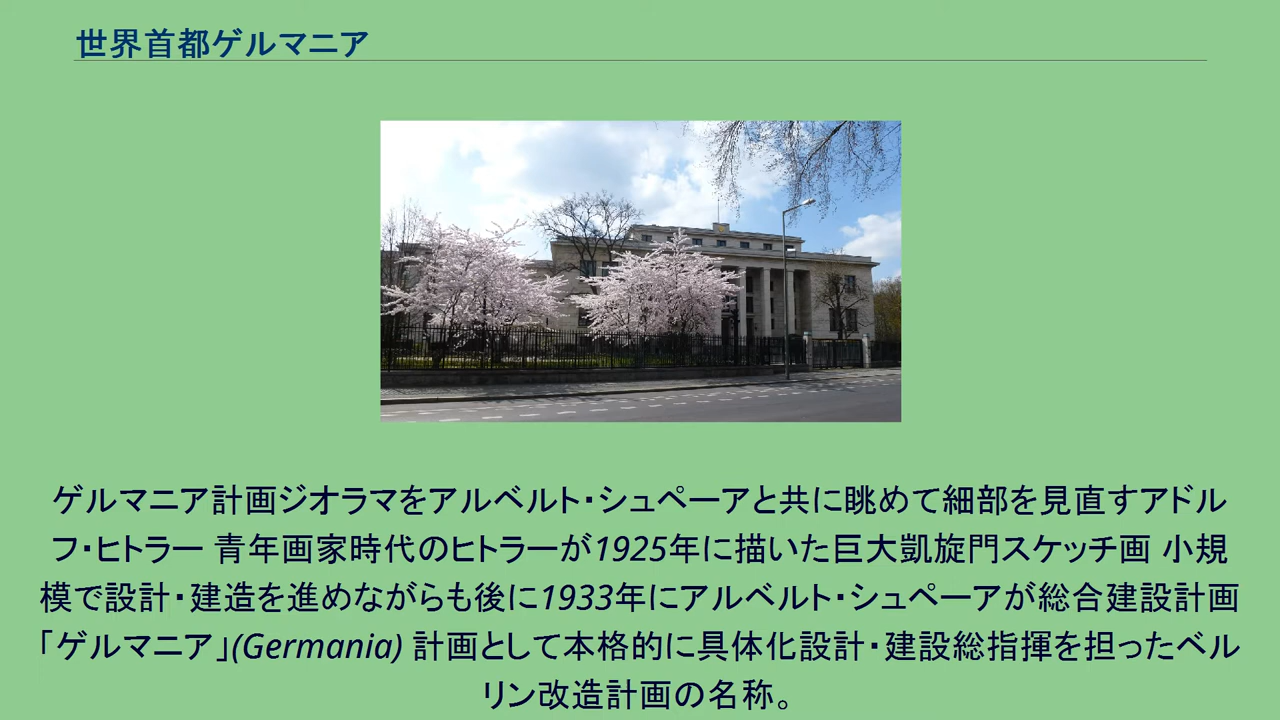 世界首都ゲルマニア
ゲルマニア計画ジオラマをアルベルト・シュペーアと共に眺めて細部を見直すアドル
フ・ヒトラー 青年画家時代のヒトラーが1925年に描いた巨大凱旋門スケッチ画 小規
模で設計・建造を進めながらも後に1933年にアルベルト・シュペーアが総合建設計画
「ゲルマニア」(Germania) 計画として本格的に具体化設計・建設総指揮を担ったベル
リン改造計画の名称。